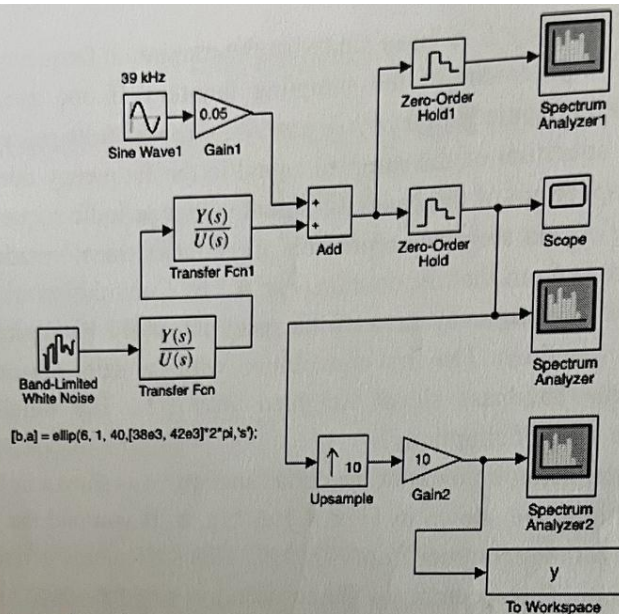 39 kHz
Sine Wave1
0.05
Gain1
Zero-Order
Hold1
Spectrum
Analyzer1
Y(s)
U(s)
Transfer Fcn1
+
+
Add
Zero-Order
Hold
Scope
Band-Limited
White Noise
Y(s)
U(s)
Transfer Fcn
Spectrum
Analyzer
[b,a] = ellip(6, 1, 40,[38e3, 42e3]*2*pi,'s');
↑ 10
Upsample
10
Gain2
Spectrum
Analyzer2
y
To Workspace